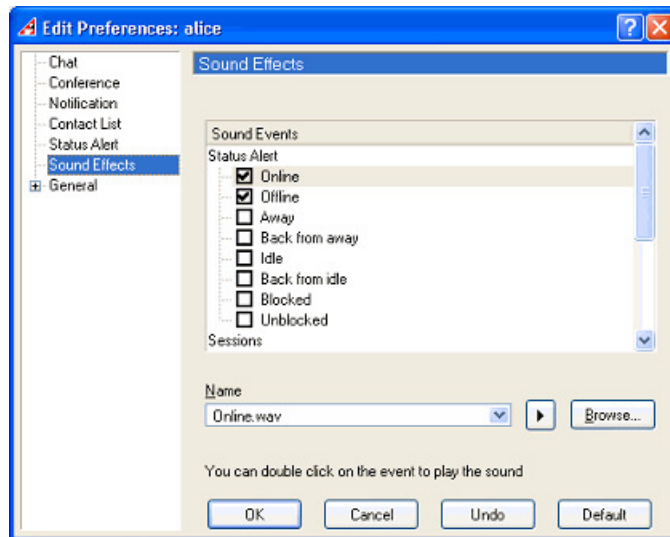 Edit Preferences: alice
Chat
Conference
Notification
Contact List
Status Alert
Sound Effects
General
Sound Effects
Sound Events
Status Alert
Online
Offline
Away
Back from away
Idle
Back from idle
Blocked
Unblocked
Sessions
Name
Online.wav
Browse...
You can double click on the event to play the sound
OK Cancel Undo Default